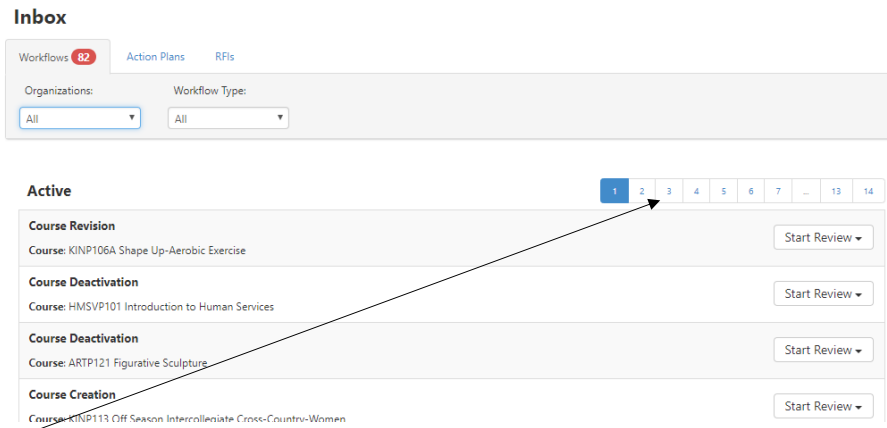 Inbox
Workflows 82 Action Plans RFIs
Organizations: Workflow Type:
All All
Active 1 2 3 4 5 6 7 ... 13 14
Course Revision
Course: KINP106A Shape Up-Aerobic Exercise Start Review
Course Deactivation
Course: HMSVP101 Introduction to Human Services Start Review
Course Deactivation
Course: ARTP121 Figurative Sculpture Start Review
Course Creation
Course: KINP113 Off Season Intercollegiate Cross-Country-Women Start Review